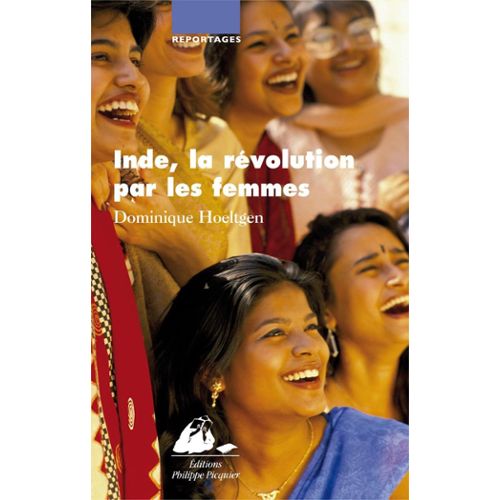 REPORTAGES
Inde, la révolution
par les femmes
Dominique Hoeltgen
Éditions
Philippe Picquier